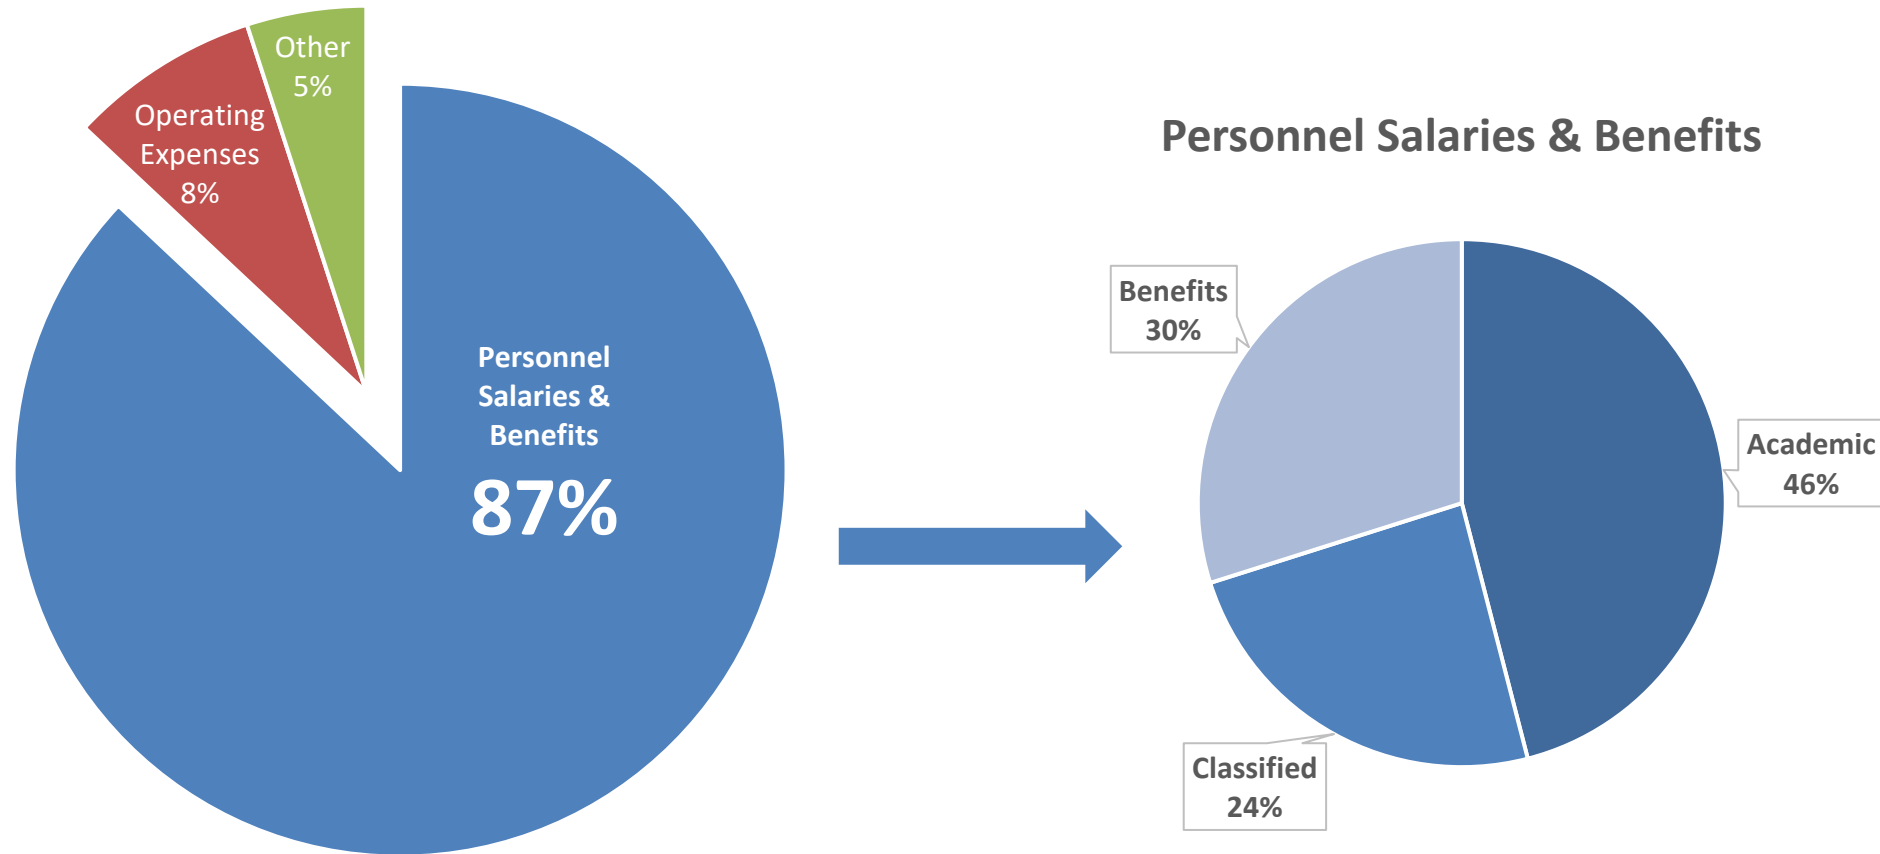 Other
5%
Operating
Expenses
8%
Personnel
Salaries &
Benefits
87%
Personnel Salaries & Benefits
Benefits
30%
Academic
46%
Classified
24%